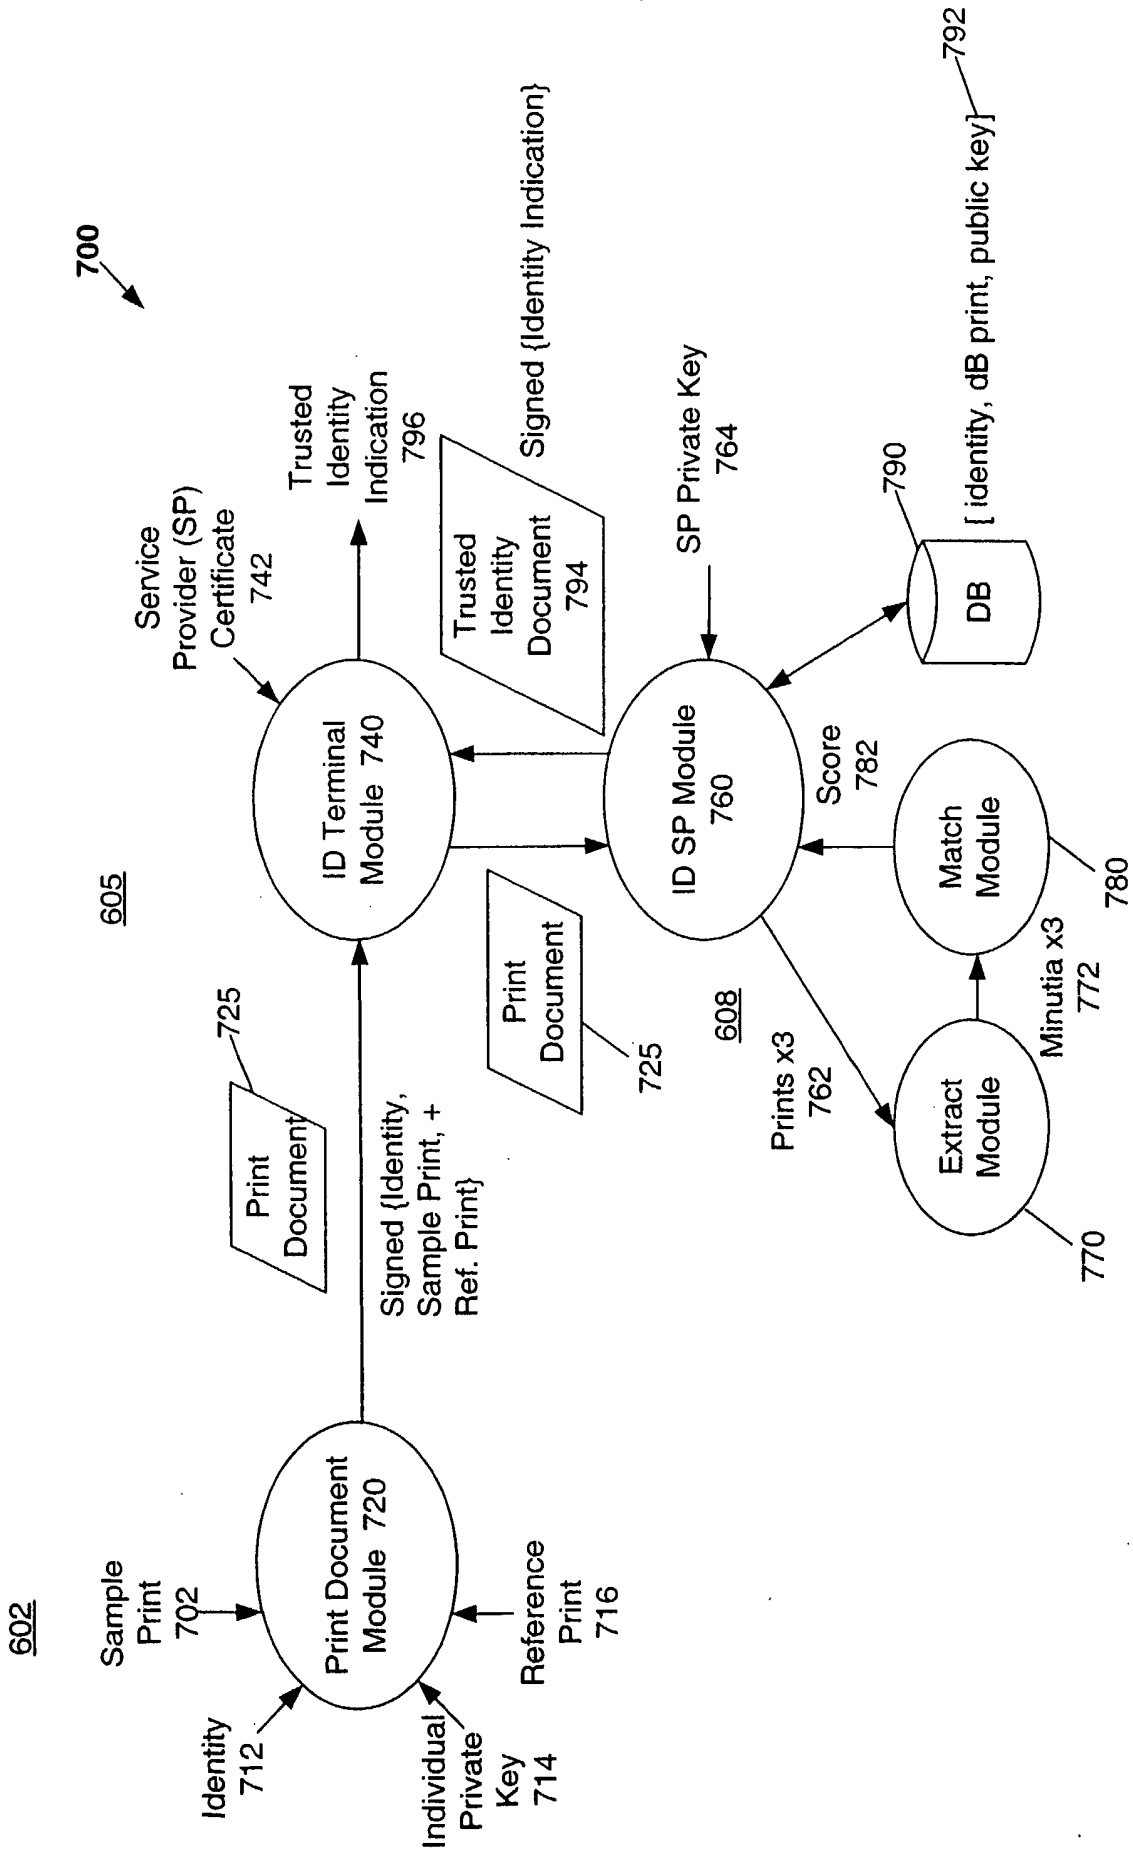 700
602
605
Sample
Print
702
Identity
712
Individual
Private
Key
714
Reference
Print
716
Print Document
Module 720
Print
Document
725
Signed {Identity,
Sample Print, +
Ref. Print}
Service
Provider (SP)
Certificate
742
ID Terminal
Module 740
Trusted
Identity
Indication
796
Print
Document
725
Trusted
Identity
Document
794
Signed {Identity Indication}
608
ID SP Module
760
SP Private Key
764
Prints x3
762
Score
782
Extract
Module
770
Minutia x3
772
Match
Module
780
DB
790
[ identity, dB print, public key]
792